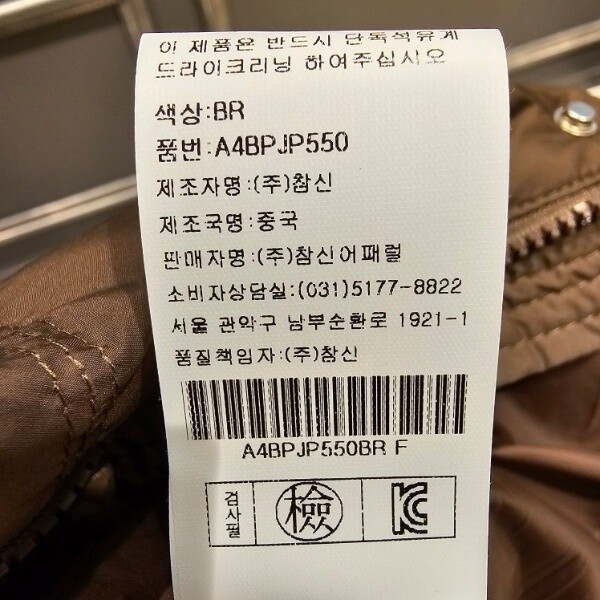 이 제품은 반드시 단독석유계
드라이크리닝 하여주십시오
색상:BR
품번:A4BPJP550
제조자명:(주)참신
제조국명:중국
판매자명:(주)참신어패럴
소비자상담실:(031)5177-8822
서울 관악구 남부순환로 1921-1
품질책임자:(주)참신
A4BPJP550BR F
검사필 檢 KC